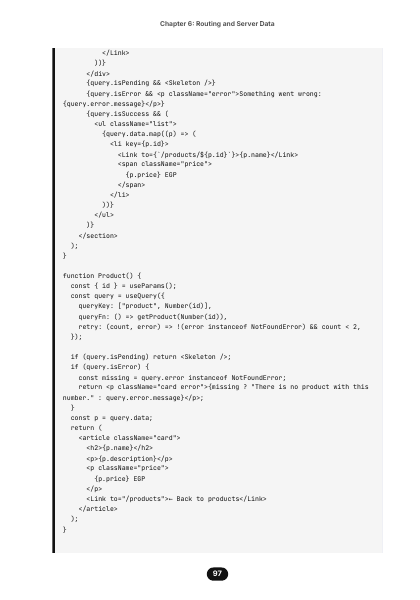 Chapter 6: Routing and Server Data
          </Link>
        ))}
      </div>
      {query.isPending && <Skeleton />}
      {query.isError && <p className="error">Something went wrong:
{query.error.message}</p>}
      {query.isSuccess && (
        <ul className="list">
          {query.data.map((p) => (
            <li key={p.id}>
              <Link to={`/products/${p.id}`}>{p.name}</Link>
              <span className="price">
                {p.price} EGP
              </span>
            </li>
          ))}
        </ul>
      )}
    </section>
  );
}

function Product() {
  const { id } = useParams();
  const query = useQuery({
    queryKey: ["product", Number(id)],
    queryFn: () => getProduct(Number(id)),
    retry: (count, error) => !(error instanceof NotFoundError) && count < 2,
  });

  if (query.isPending) return <Skeleton />;
  if (query.isError) {
    const missing = query.error instanceof NotFoundError;
    return <p className="card error">{missing ? "There is no product with this
number." : query.error.message}</p>;
  }
  const p = query.data;
  return (
    <article className="card">
      <h2>{p.name}</h2>
      <p>{p.description}</p>
      <p className="price">
        {p.price} EGP
      </p>
      <Link to="/products">← Back to products</Link>
    </article>
  );
}
97